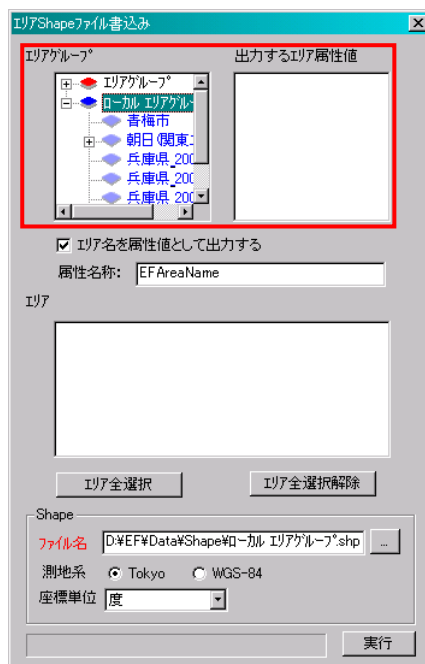 エリアShapeファイル書込み
エリアグループ 出力するエリア属性値
エリアグループ
ローカル エリアグル
青梅市
朝日(関東
兵庫県_200
兵庫県_200
兵庫県_200
エリア名を属性値として出力する
属性名称: EFAreaName
エリア
エリア全選択 エリア全選択解除
Shape
ファイル名 D:¥EF¥Data¥Shape¥ローカル エリアグループ.shp ...
測地系 Tokyo WGS-84
座標単位 度
実行